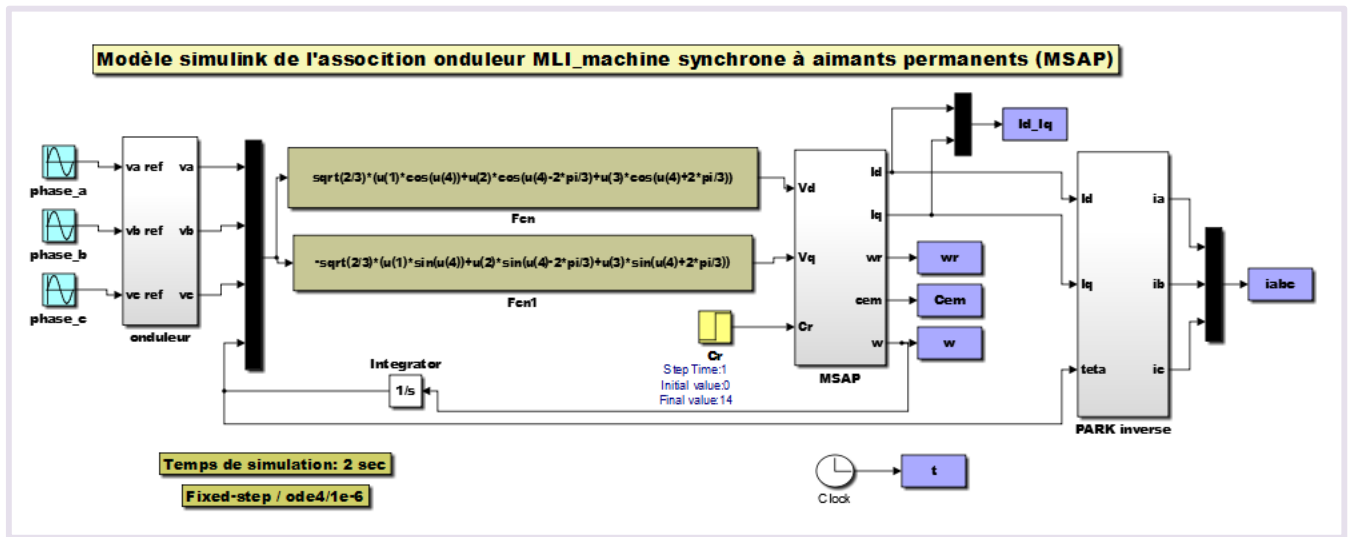 Modèle simulink de l'assocition onduleur MLI_machine synchrone à aimants permanents (MSAP)
phase_a
phase_b
phase_c
va ref
vb ref
vc ref
va
vb
vc
onduleur
sqrt(2/3)*(u(1)*cos(u(4))+u(2)*cos(u(4)-2*pi/3)+u(3)*cos(u(4)+2*pi/3))
Fcn
-sqrt(2/3)*(u(1)*sin(u(4))+u(2)*sin(u(4)-2*pi/3)+u(3)*sin(u(4)+2*pi/3))
Fcn1
Cr
Step Time:1
Initial value:0
Final value:14
Integrator
1/s
Vd
Vq
Cr
Id
Iq
wr
cem
w
MSAP
Id_Iq
wr
Cem
w
Id
Iq
teta
ia
ib
ic
PARK inverse
iabc
Temps de simulation: 2 sec
Fixed-step / ode4/1e-6
Clock
t